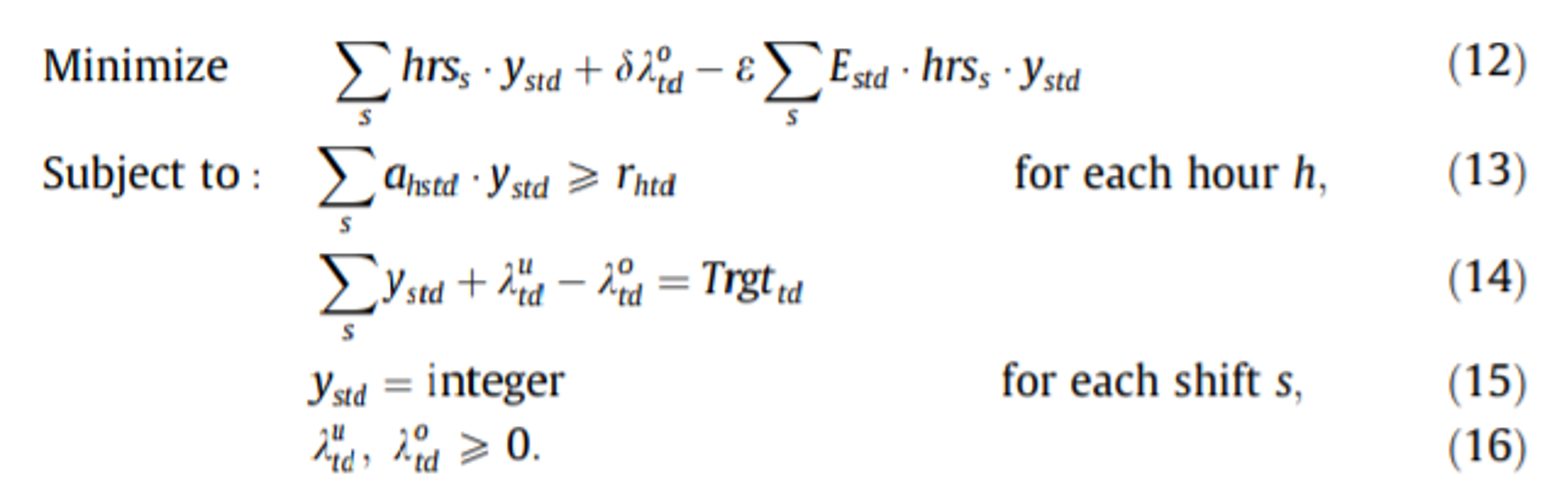 Minimize ∑_s hrs_s · y_std + δλ^o_td − ε ∑_s E_std · hrs_s · y_std (12)
Subject to : ∑_s a_hstd · y_std ⩾ r_htd for each hour h, (13)
∑_s y_std + λ^u_td − λ^o_td = Trgt_td (14)
y_std = integer for each shift s, (15)
λ^u_td, λ^o_td ⩾ 0. (16)